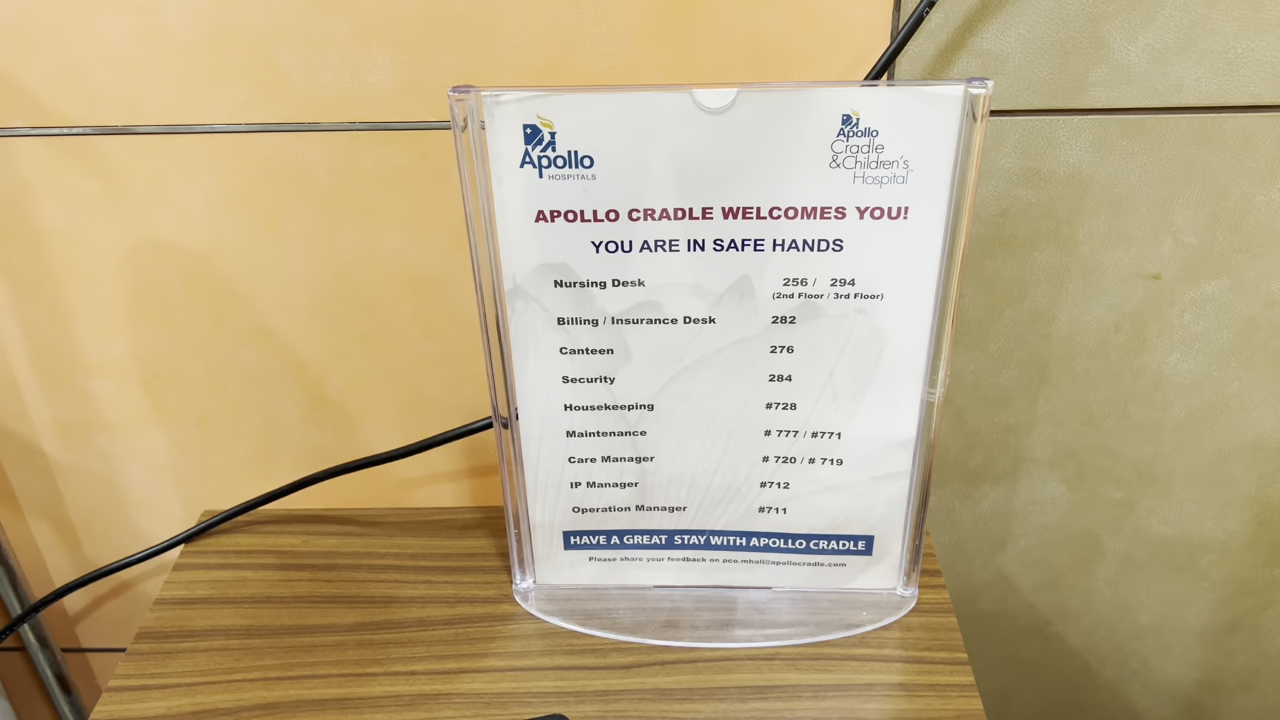 Apollo
HOSPITALS
Apollo
Cradle
& Children's
Hospital™
APOLLO CRADLE WELCOMES YOU!
YOU ARE IN SAFE HANDS
Nursing Desk 256 / 294
(2nd Floor / 3rd Floor)
Billing / Insurance Desk 282
Canteen 276
Security 284
Housekeeping #728
Maintenance # 777 / #771
Care Manager # 720 / # 719
IP Manager #712
Operation Manager #711
HAVE A GREAT STAY WITH APOLLO CRADLE
Please share your feedback on pco.mhali@apollocradle.com